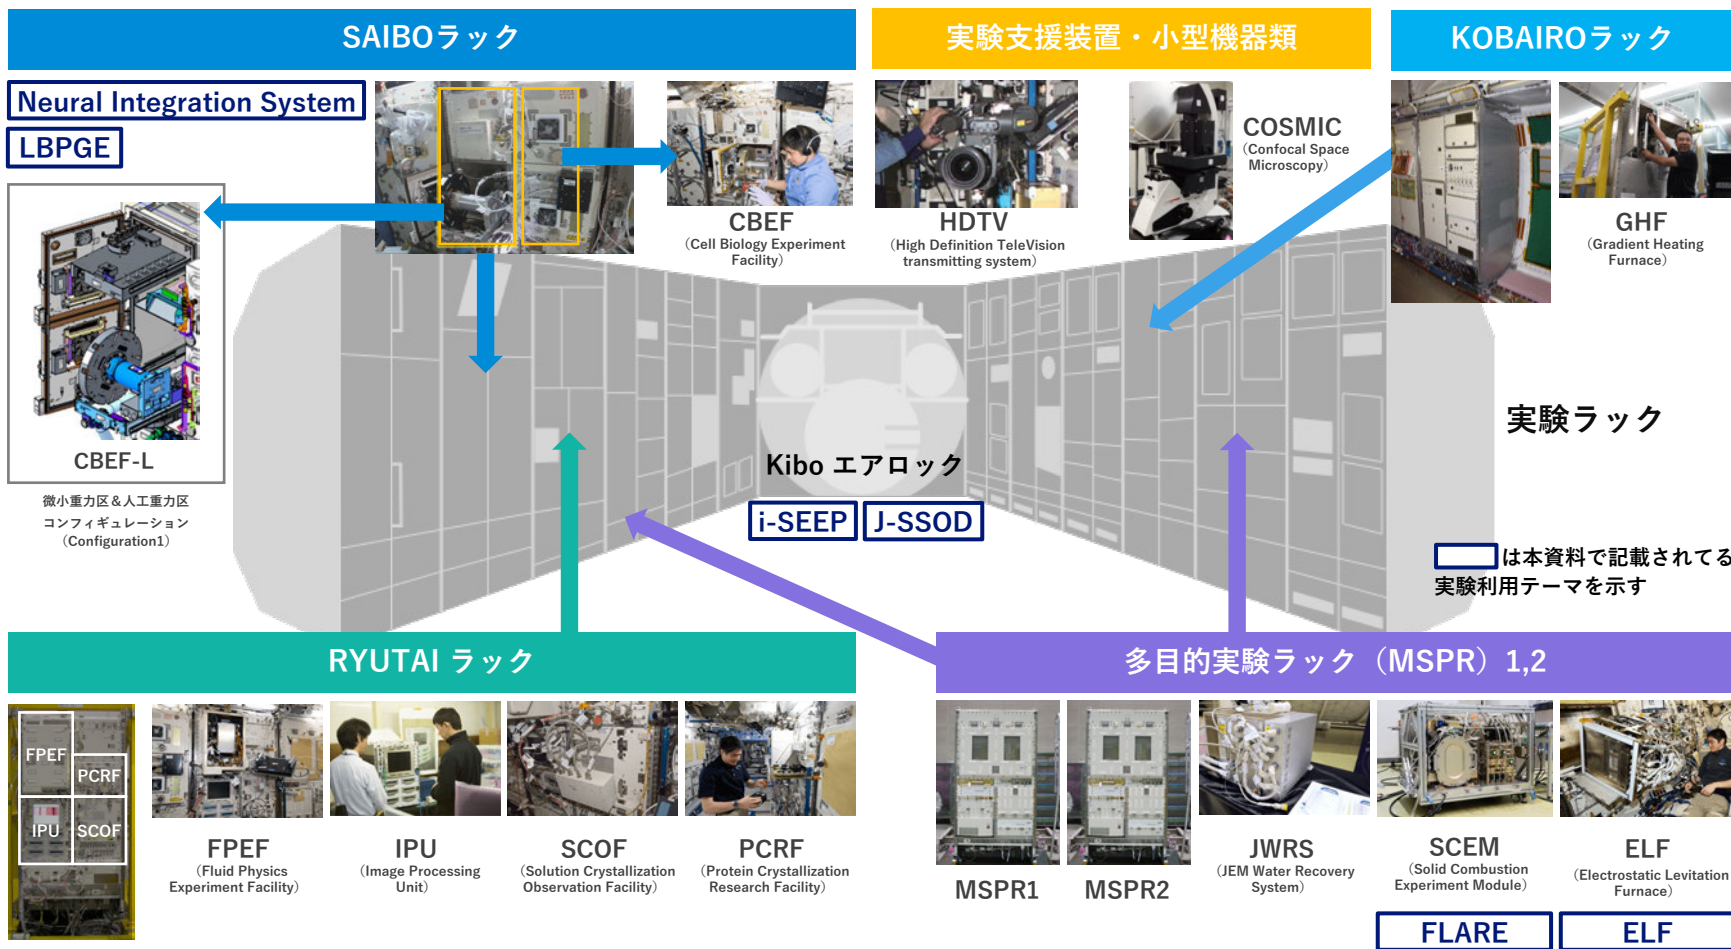 SAIBOラック
実験支援装置・小型機器類
KOBAIROラック
Neural Integration System
LBPGE
CBEF
（Cell Biology Experiment
Facility）
HDTV
（High Definition TeleVision
transmitting system）
COSMIC
（Confocal Space
Microscopy）
GHF
（Gradient Heating
Furnace）
CBEF-L
微小重力区＆人工重力区
コンフィギュレーション
（Configuration1）
実験ラック
Kibo エアロック
i-SEEP
J-SSOD
は本資料で記載されてる
実験利用テーマを示す
RYUTAI ラック
多目的実験ラック（MSPR）1,2
FPEF
PCRF
IPU
SCOF
FPEF
（Fluid Physics
Experiment Facility）
IPU
（Image Processing
Unit）
SCOF
（Solution Crystallization
Observation Facility）
PCRF
（Protein Crystallization
Research Facility）
MSPR1
MSPR2
JWRS
（JEM Water Recovery
System）
SCEM
（Solid Combustion
Experiment Module）
ELF
（Electrostatic Levitation
Furnace）
FLARE
ELF